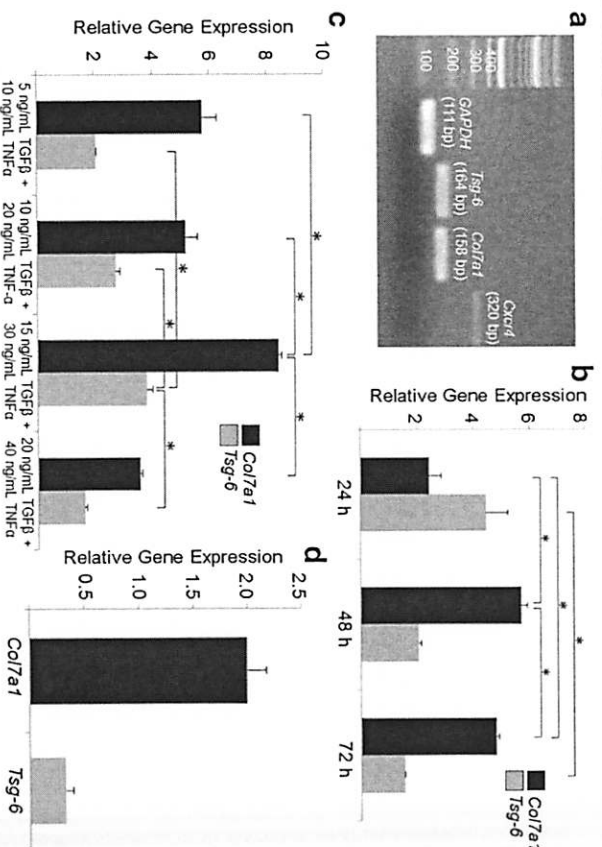 a
400
300
200
100
GAPDH
(111 bp)
Tsg-6
(164 bp)
Col7a1
(158 bp)
Cxcr4
(320 bp)
b
Relative Gene Expression
8
6
4
2
24 h
48 h
72 h
Col7a1
Tsg-6
*
*
*
*
c
Relative Gene Expression
10
8
6
4
2
5 ng/mL TGFβ +
10 ng/mL TNFα
10 ng/mL TGFβ +
20 ng/mL TNF-α
15 ng/mL TGFβ +
30 ng/mL TNFα
20 ng/mL TGFβ +
40 ng/mL TNFα
Col7a1
Tsg-6
*
*
*
*
*
*
d
Relative Gene Expression
2.5
2.0
1.5
1.0
0.5
Col7a1
Tsg-6